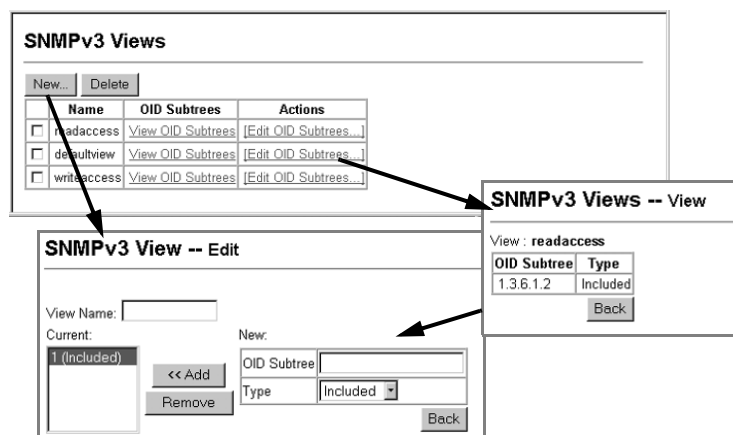 SNMPv3 Views
New... Delete
Name OID Subtrees Actions
readaccess View OID Subtrees [Edit OID Subtrees...]
defaultview View OID Subtrees [Edit OID Subtrees...]
writeaccess View OID Subtrees [Edit OID Subtrees...]
SNMPv3 Views -- View
View : readaccess
OID Subtree Type
1.3.6.1.2 Included
Back
SNMPv3 View -- Edit
View Name:
Current: New:
1 (Included)
OID Subtree
<< Add
Type Included
Remove
Back